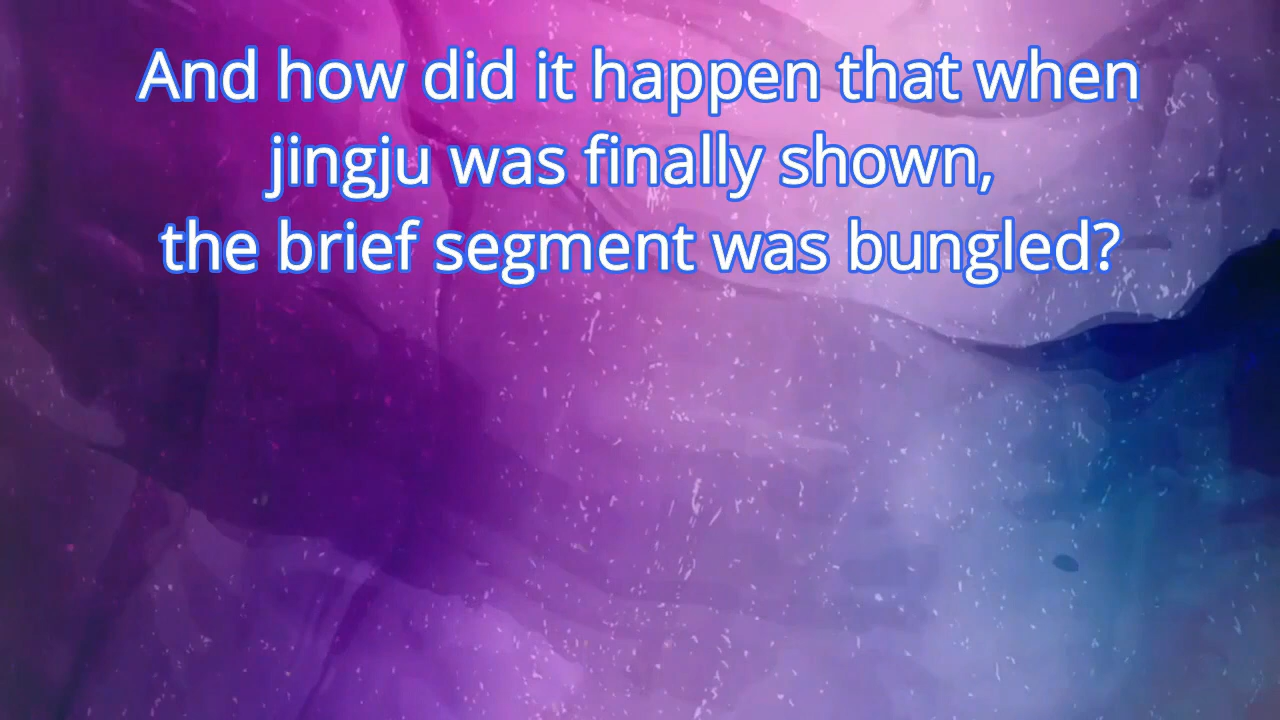 And how did it happen that when
jingju was finally shown,
the brief segment was bungled?